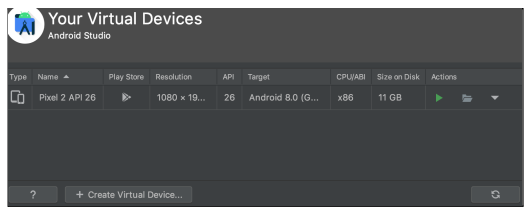 Your Virtual Devices
Android Studio
Type Name Play Store Resolution API Target CPU/ABI Size on Disk Actions
Pixel 2 API 26 1080 × 19... 26 Android 8.0 (G... x86 11 GB
? + Create Virtual Device...